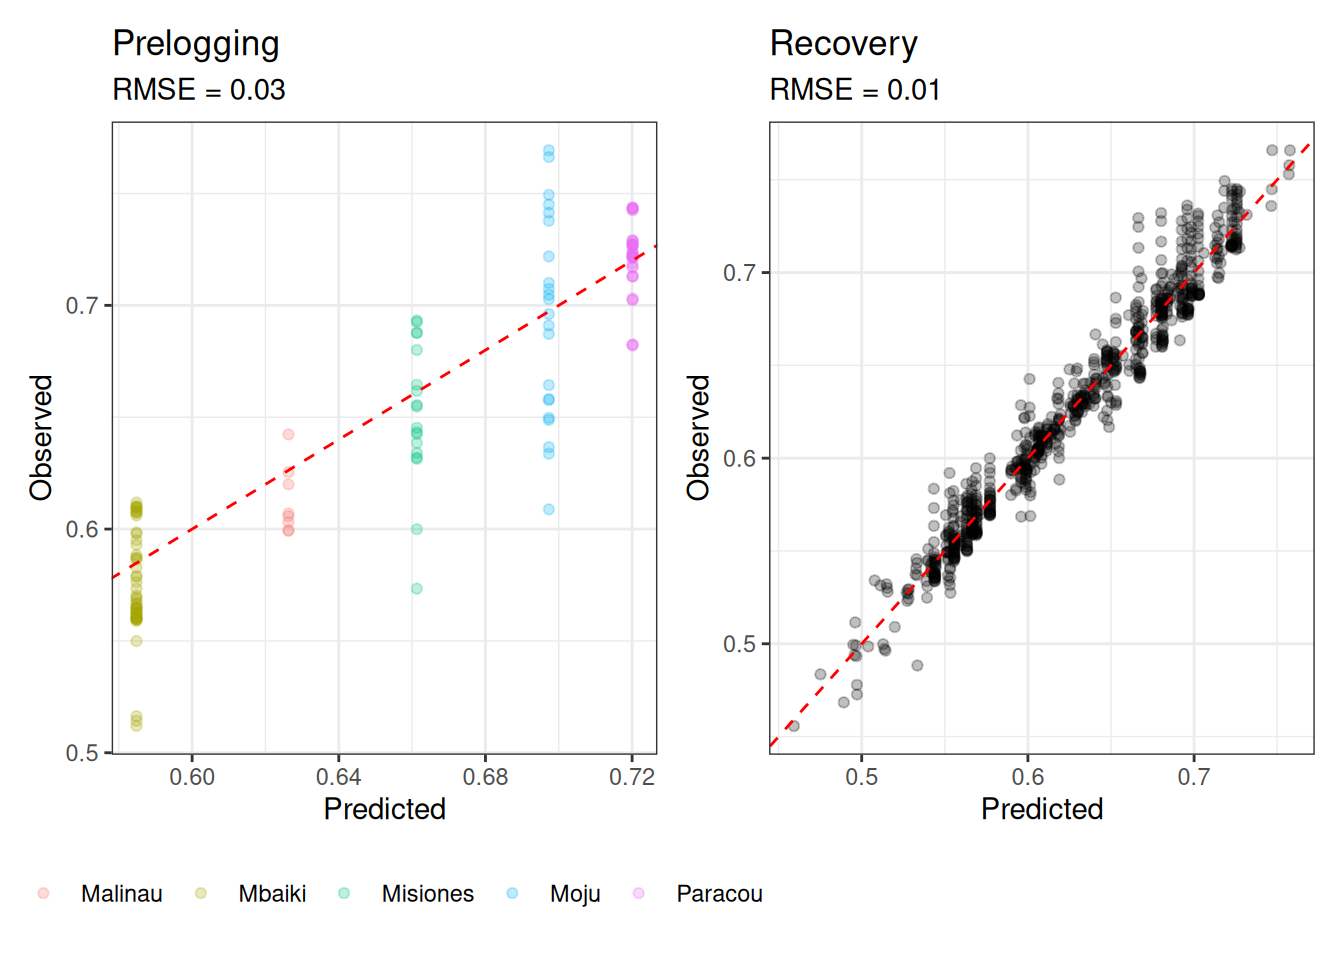 Prelogging
RMSE = 0.03
Observed
0.7
0.6
0.5
0.60 0.64 0.68 0.72
Predicted
Recovery
RMSE = 0.01
Observed
0.7
0.6
0.5
0.5 0.6 0.7
Predicted
Malinau Mbaiki Misiones Moju Paracou